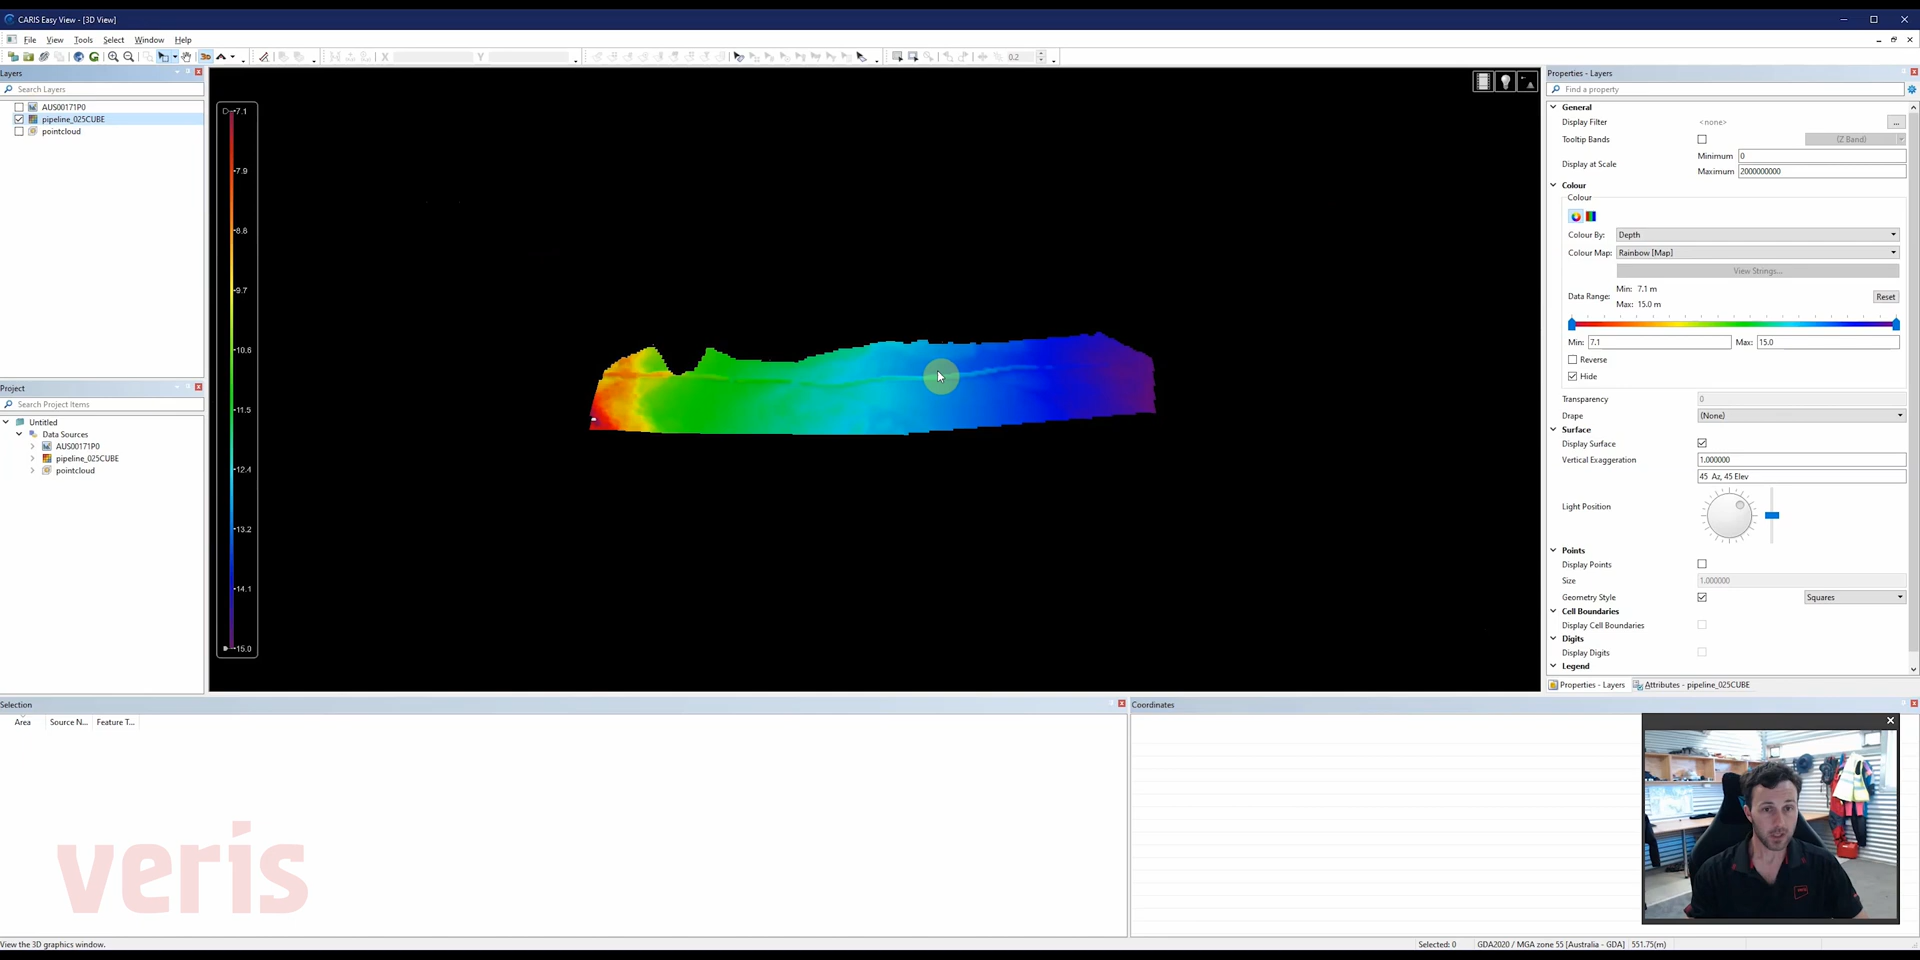 CARIS Easy View - [3D View]
File View Tools Select Window Help
3D X Y 0.2
Layers
Search Layers
AUS00171P0
pipeline_025CUBE
pointcloud
Project
Search Project Items
Untitled
Data Sources
AUS00171P0
pipeline_025CUBE
pointcloud
7.1
7.9
8.8
9.7
10.6
11.5
12.4
13.2
14.1
15.0
Properties - Layers
Find a property
General
Display Filter <none> ...
Tooltip Bands (Z Band)
Display at Scale Minimum 0
Maximum 2000000000
Colour
Colour
Colour By: Depth
Colour Map: Rainbow [Map]
View Strings...
Data Range: Min: 7.1 m
Max: 15.0 m
Reset
Min: 7.1 Max: 15.0
Reverse
Hide
Transparency 0
Drape (None)
Surface
Display Surface
Vertical Exaggeration 1.000000
45 Az, 45 Elev
Light Position
Points
Display Points
Size 1.000000
Geometry Style Squares
Cell Boundaries
Display Cell Boundaries
Digits
Display Digits
Legend
Properties - Layers Attributes - pipeline_025CUBE
Selection
Area Source N... Feature T...
Coordinates
veris
View the 3D graphics window.
Selected: 0 GDA2020 / MGA zone 55 [Australia - GDA] 551.75(m)